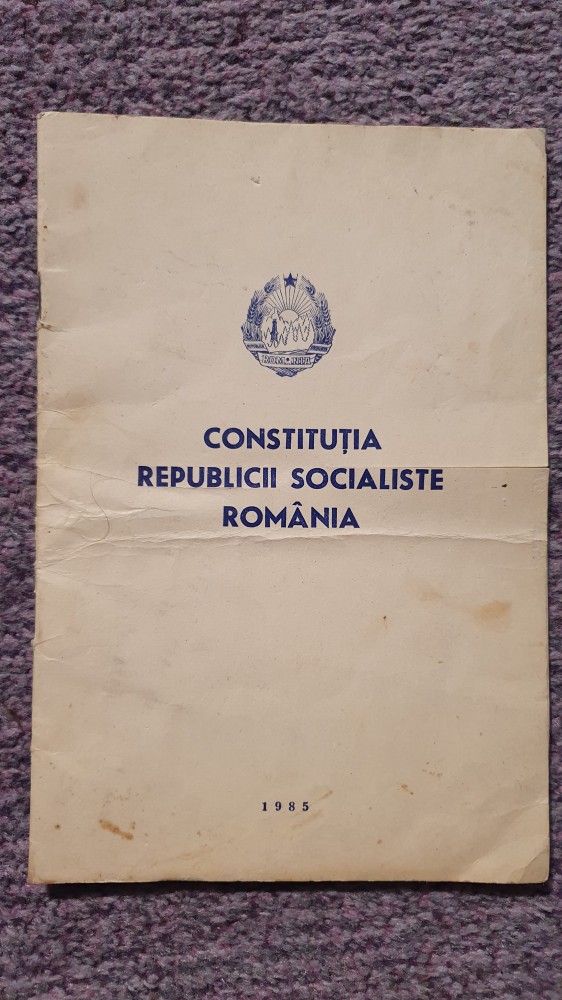 CONSTITUȚIA
REPUBLICII SOCIALISTE
ROMÂNIA
1985